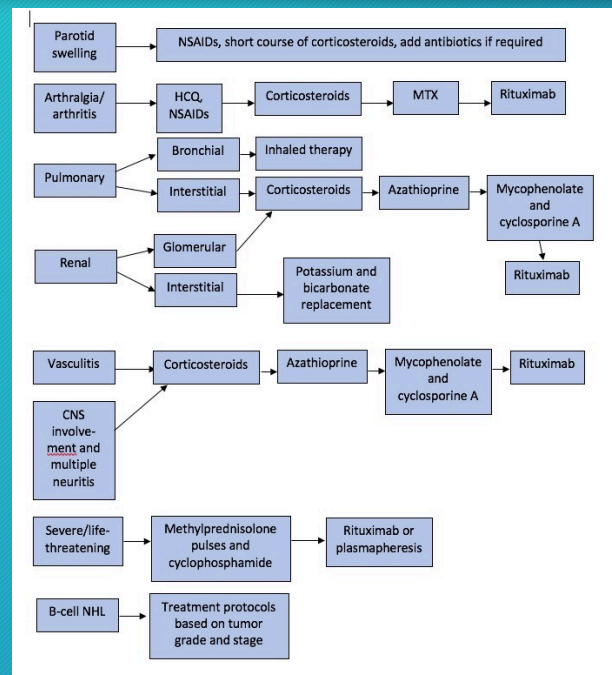 Parotid
swelling
NSAIDs, short course of corticosteroids, add antibiotics if required
Arthralgia/
arthritis
HCQ,
NSAIDs
Corticosteroids
MTX
Rituximab
Pulmonary
Bronchial
Inhaled therapy
Interstitial
Corticosteroids
Azathioprine
Mycophenolate
and
cyclosporine A
Rituximab
Renal
Glomerular
Interstitial
Potassium and
bicarbonate
replacement
Vasculitis
Corticosteroids
Azathioprine
Mycophenolate
and
cyclosporine A
Rituximab
CNS
involve-
ment and
multiple
neuritis
Severe/life-
threatening
Methylprednisolone
pulses and
cyclophosphamide
Rituximab or
plasmapheresis
B-cell NHL
Treatment protocols
based on tumor
grade and stage